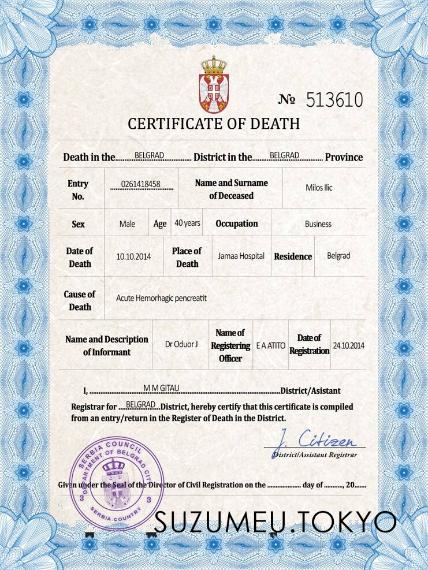 № 513610
CERTIFICATE OF DEATH
Death in the BELGRAD District in the BELGRAD Province
Entry No. 0261418458 Name and Surname of Deceased Milos Ilic
Sex Male Age 40 years Occupation Business
Date of Death 10.10.2014 Place of Death Jamaa Hospital Residence Belgrad
Cause of Death Acute Hemorhagic pencreatit
Name and Description of Informant Dr Oduor J Name of Registering Officer E A ATITO Date of Registration 24.10.2014
I, M M GITAU District/Asistant
Registrar for BELGRAD District, hereby certify that this certificate is compiled
from an entry/return in the Register of Death in the District.
J. Citizen
District/Assistant Registrar
SERBIA COUNCIL
DEPARTMENT OF BELGRAD CITY
SERBIA COUNTRY
Given under the Seal of the Director of Civil Registration on the ............... day of .........., 20......
SUZUMEU.TOKYO